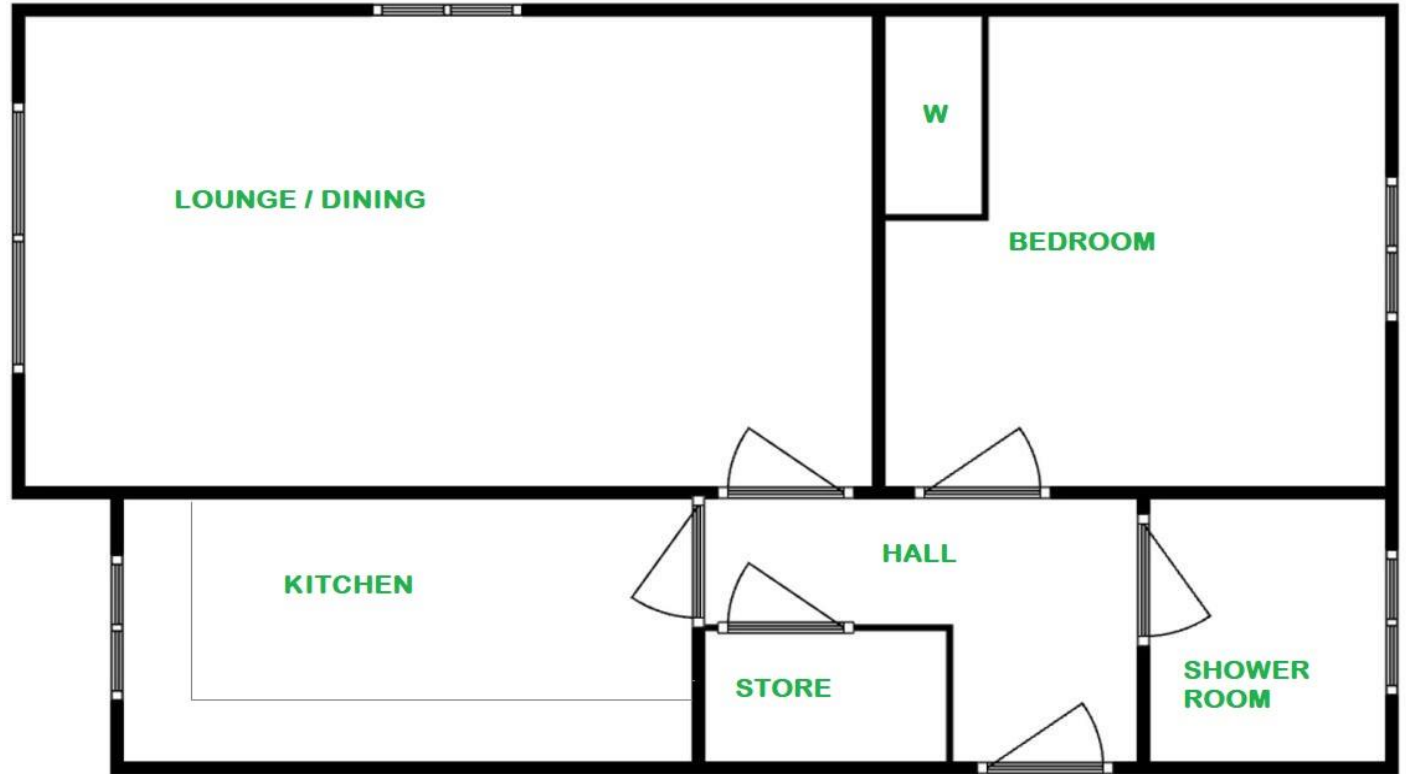 W
LOUNGE / DINING
BEDROOM
HALL
KITCHEN
SHOWER
ROOM
STORE